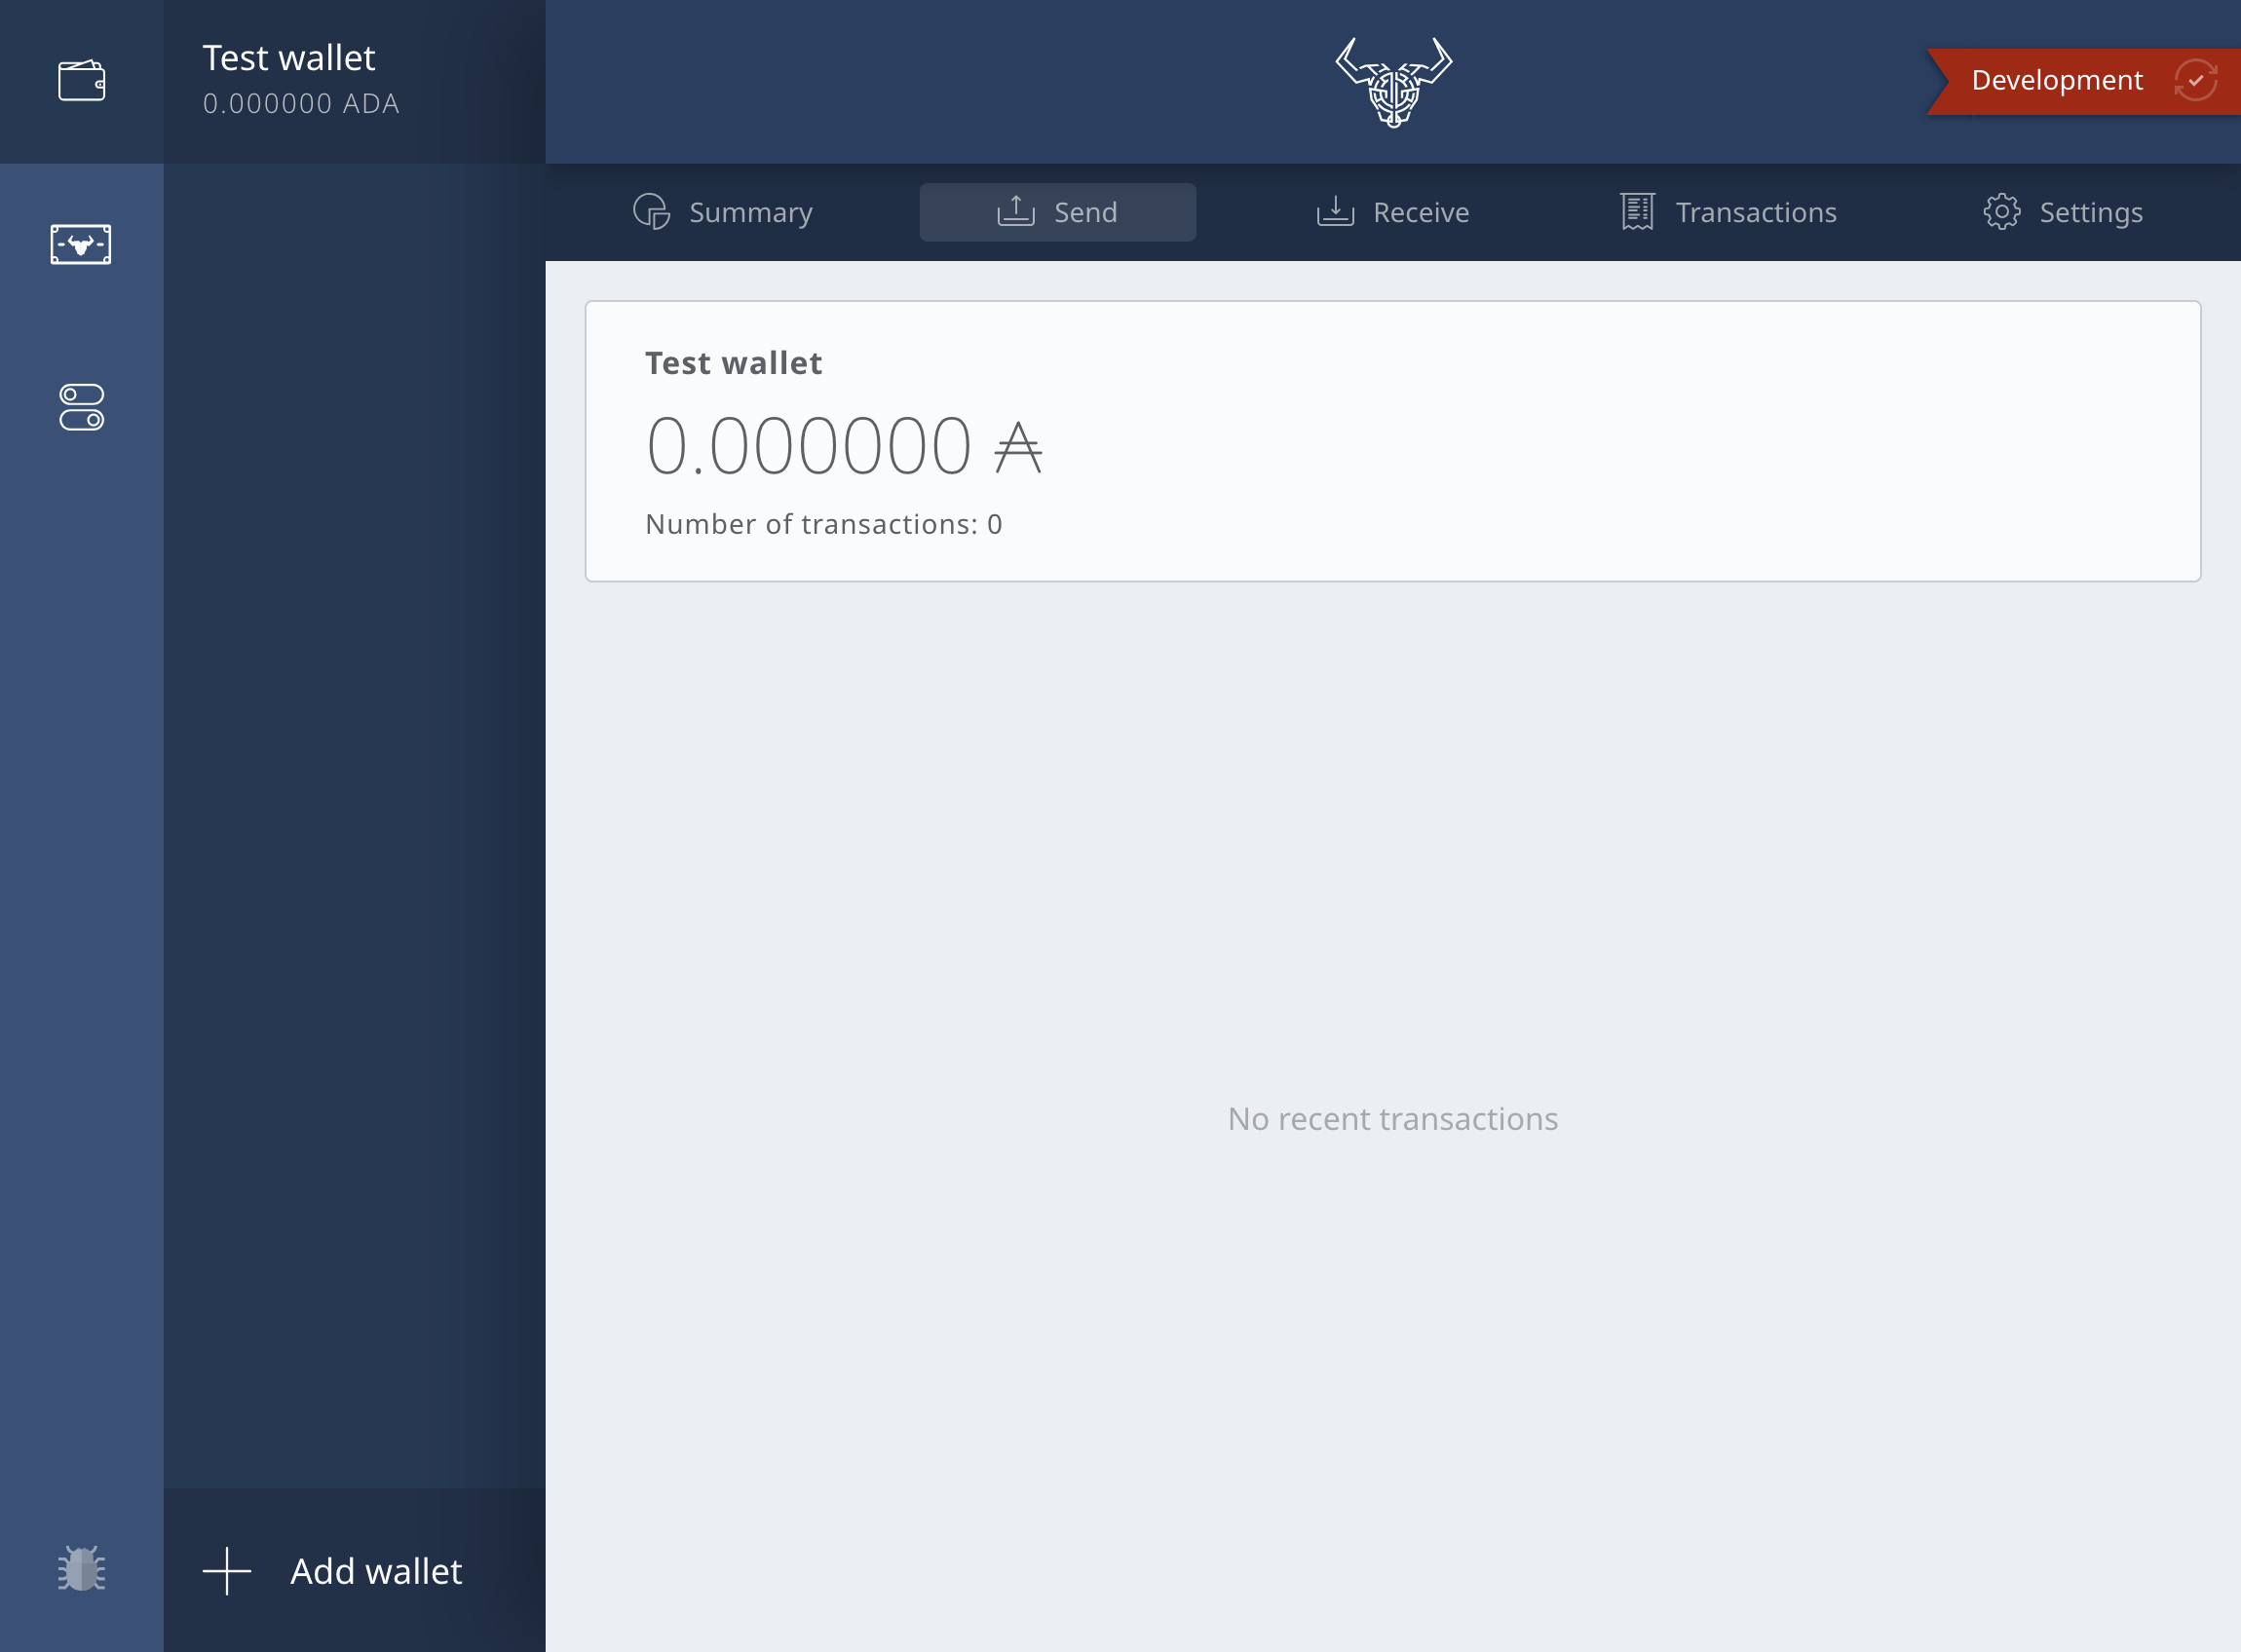 Test wallet
0.000000 ADA
Development
Summary
Send
Receive
Transactions
Settings
Test wallet
0.000000 ₳
Number of transactions: 0
No recent transactions
Add wallet